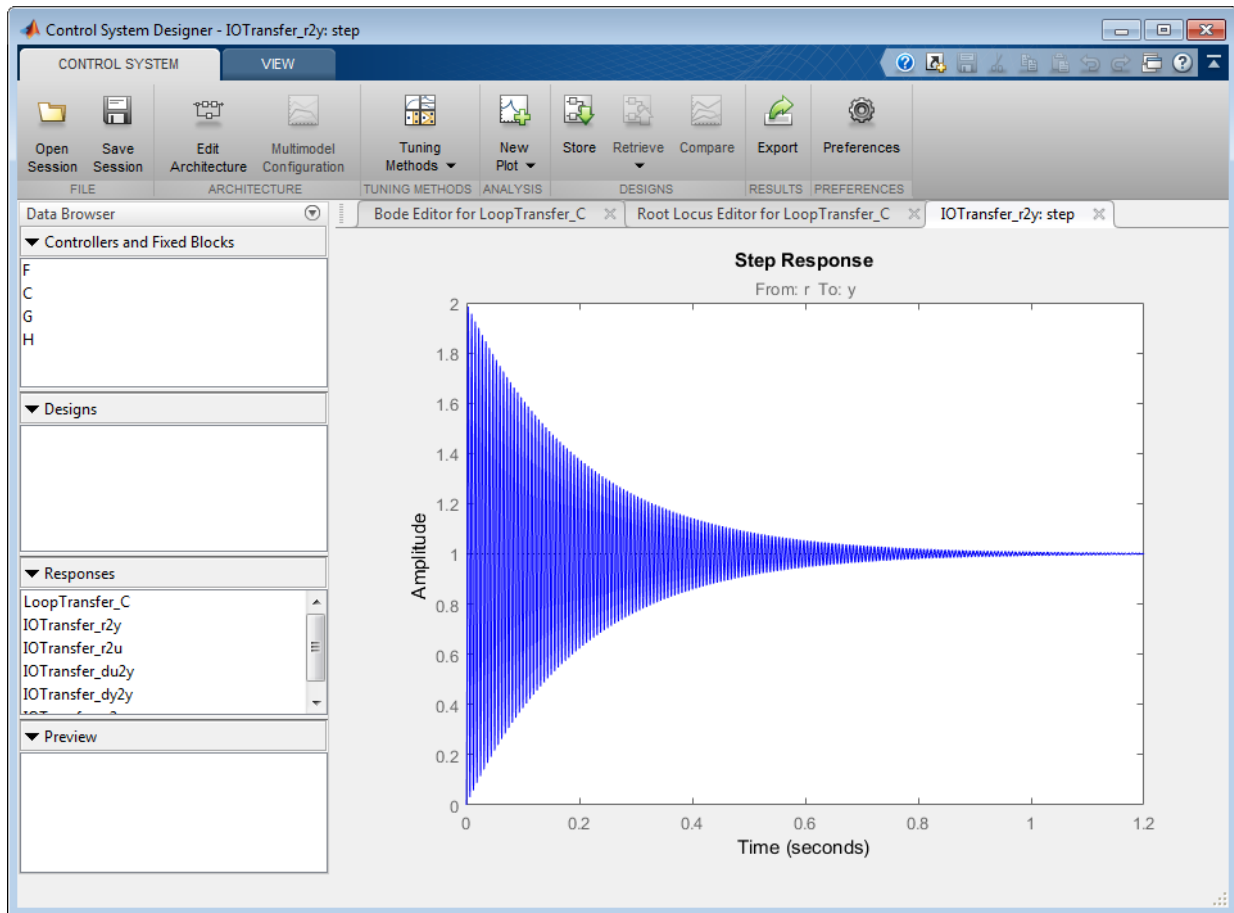 Control System Designer - IOTransfer_r2y: step
CONTROL SYSTEM
VIEW
Open Session
Save Session
Edit Architecture
Multimodel Configuration
Tuning Methods
New Plot
Store
Retrieve
Compare
Export
Preferences
FILE
ARCHITECTURE
TUNING METHODS
ANALYSIS
DESIGNS
RESULTS
PREFERENCES
Data Browser
Controllers and Fixed Blocks
F
C
G
H
Designs
Responses
LoopTransfer_C
IOTransfer_r2y
IOTransfer_r2u
IOTransfer_du2y
IOTransfer_dy2y
Preview
Bode Editor for LoopTransfer_C
Root Locus Editor for LoopTransfer_C
IOTransfer_r2y: step
Step Response
From: r To: y
Amplitude
2
1.8
1.6
1.4
1.2
1
0.8
0.6
0.4
0.2
0
0
0.2
0.4
0.6
0.8
1
1.2
Time (seconds)